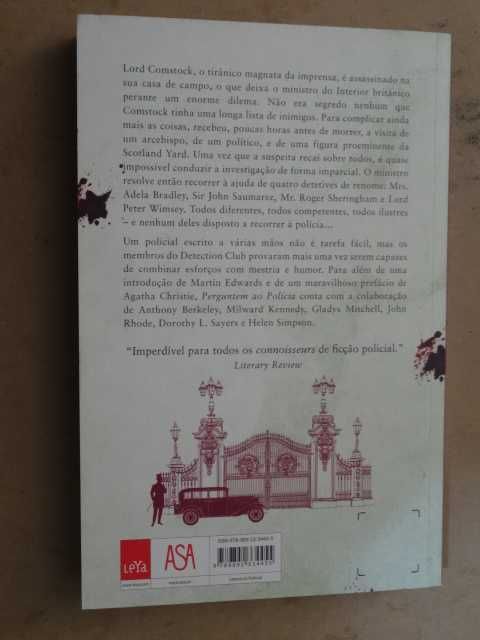 Lord Comstock, o tirânico magnata da imprensa, é assassinado na
sua casa de campo, o que deixa o ministro do Interior britânico
perante um enorme dilema. Não era segredo nenhum que
Comstock tinha uma longa lista de inimigos. Para complicar ainda
mais as coisas, recebeu, poucas horas antes de morrer, a visita de
um arcebispo, de um político, e de uma figura proeminente da
Scotland Yard. Uma vez que a suspeita recai sobre todos, é quase
impossível conduzir a investigação de forma imparcial. O ministro
resolve então recorrer à ajuda de quatro detetives de renome: Mrs.
Adela Bradley, Sir John Saumarez, Mr. Roger Sheringham e Lord
Peter Wimsey. Todos diferentes, todos competentes, todos ilustres
– e nenhum deles disposto a recorrer à polícia...
Um policial escrito a várias mãos não é tarefa fácil, mas os
membros do Detection Club provaram mais uma vez serem capazes
de combinar esforços com mestria e humor. Para além de uma
introdução de Martin Edwards e de um maravilhoso prefácio de
Agatha Christie, Perguntem ao Polícia conta com a colaboração
de Anthony Berkeley, Milward Kennedy, Gladys Mitchell, John
Rhode, Dorothy L. Sayers e Helen Simpson.
“Imperdível para todos os connoisseurs de ficção policial.”
Literary Review
LeYa
ASA